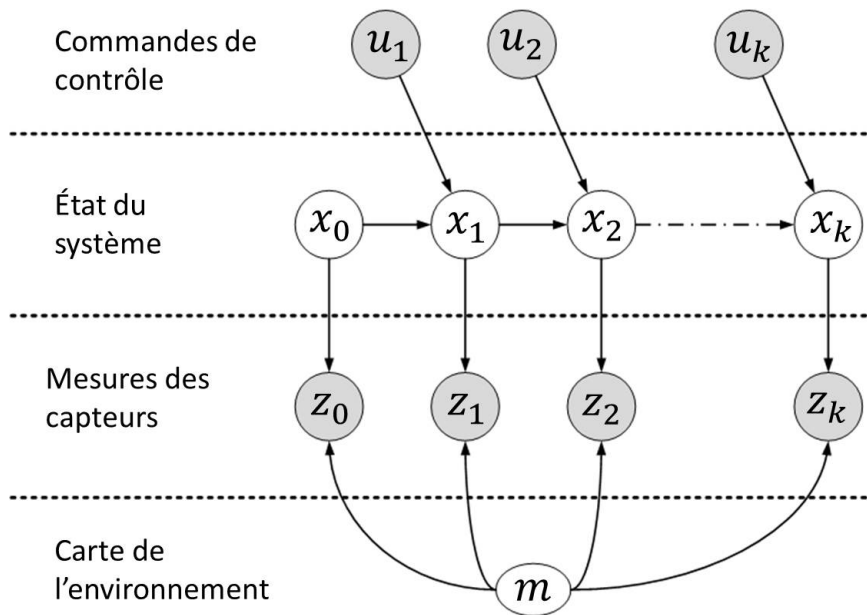 Commandes de
contrôle
u₁ u₂ uₖ
État du
système
x₀ x₁ x₂ xₖ
Mesures des
capteurs
z₀ z₁ z₂ zₖ
Carte de
l’environnement
m